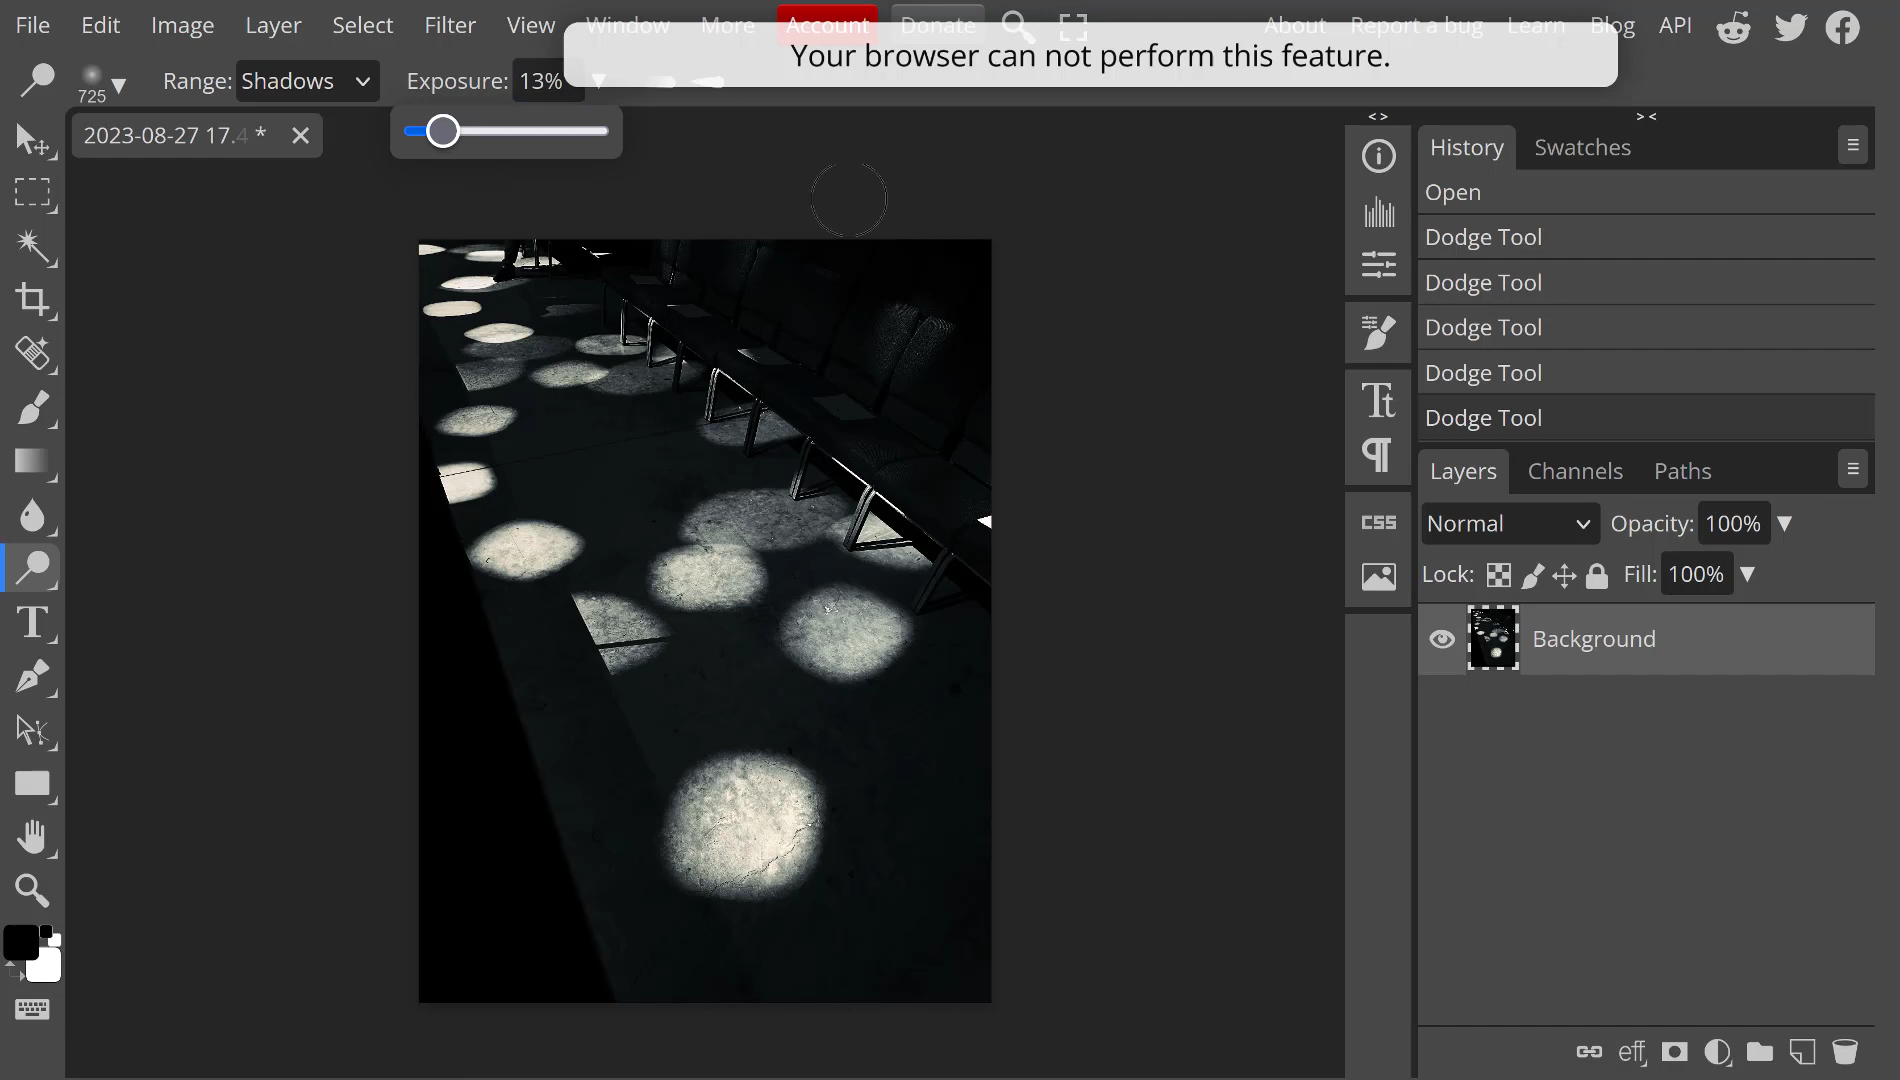 File Edit Image Layer Select Filter View Window More Account Donate About Report a bug Learn Blog API
Your browser can not perform this feature.
725 Range: Shadows Exposure: 13%
2023-08-27 17.4 *
< >
> <
History Swatches
Open
Dodge Tool
Dodge Tool
Dodge Tool
Dodge Tool
Dodge Tool
Layers Channels Paths
Normal Opacity: 100%
Lock: Fill: 100%
Background
CSS
eff